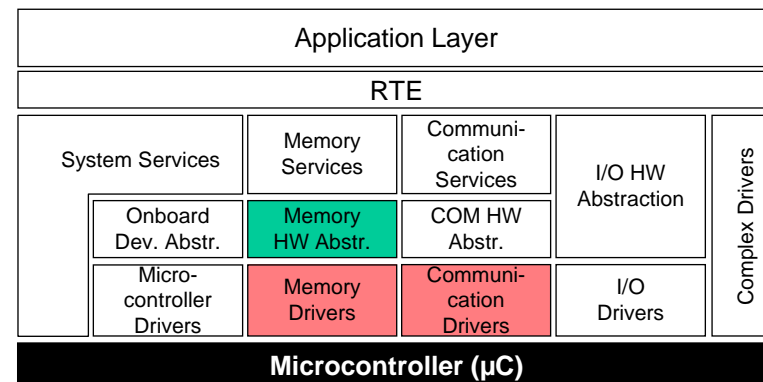 Application Layer
RTE
System Services
Memory
Services
Communi-
cation
Services
I/O HW
Abstraction
Complex Drivers
Onboard
Dev. Abstr.
Memory
HW Abstr.
COM HW
Abstr.
Micro-
controller
Drivers
Memory
Drivers
Communi-
cation
Drivers
I/O
Drivers
Microcontroller (µC)